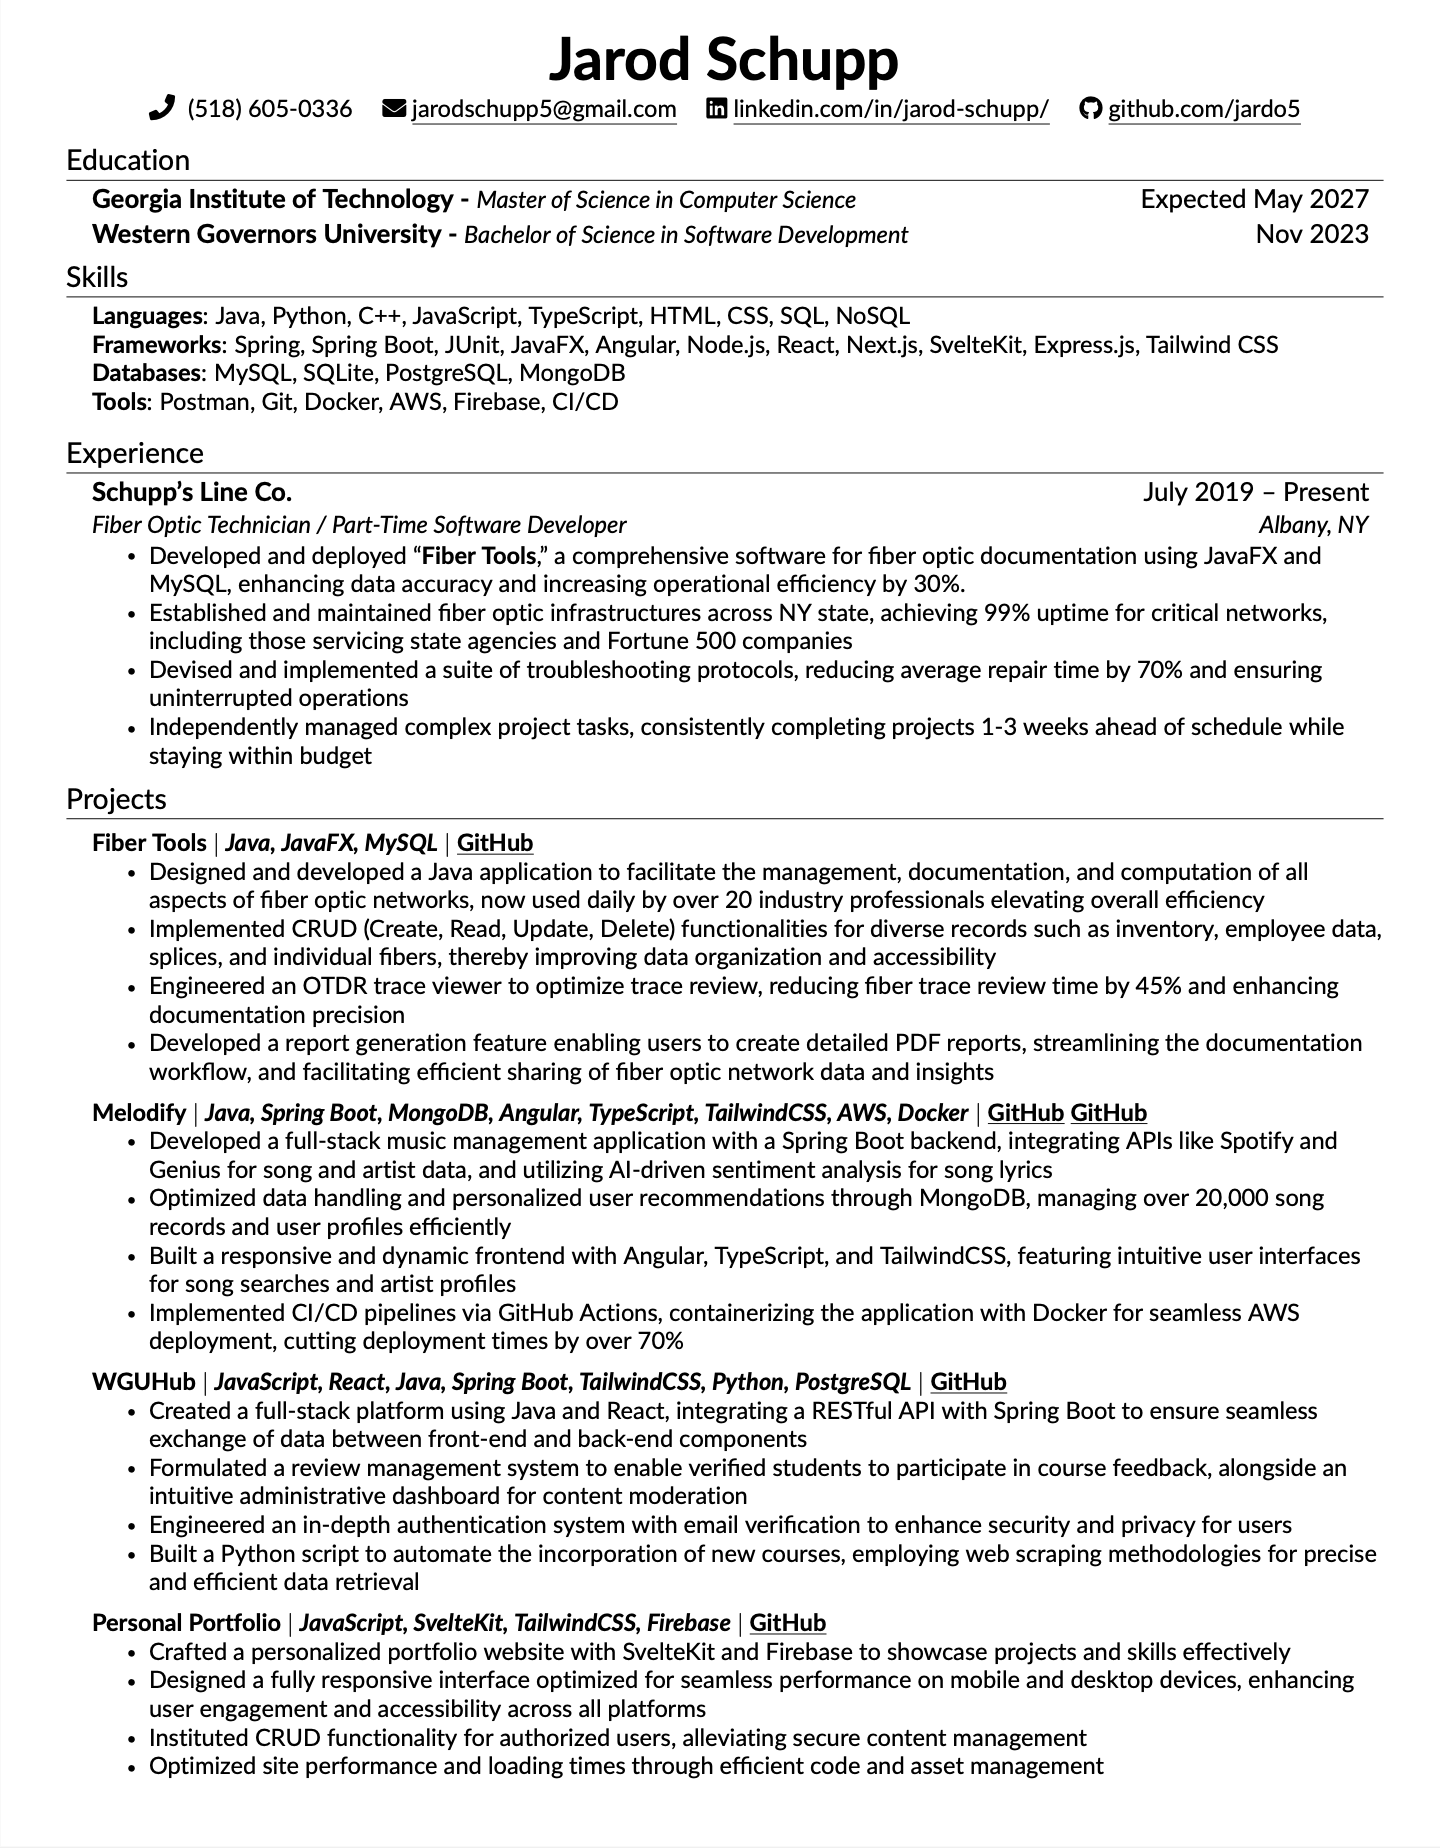 Jarod Schupp
(518) 605-0336 jarodschupp5@gmail.com linkedin.com/in/jarod-schupp/ github.com/jardo5
Education
Georgia Institute of Technology - Master of Science in Computer Science Expected May 2027
Western Governors University - Bachelor of Science in Software Development Nov 2023
Skills
Languages: Java, Python, C++, JavaScript, TypeScript, HTML, CSS, SQL, NoSQL
Frameworks: Spring, Spring Boot, JUnit, JavaFX, Angular, Node.js, React, Next.js, SvelteKit, Express.js, Tailwind CSS
Databases: MySQL, SQLite, PostgreSQL, MongoDB
Tools: Postman, Git, Docker, AWS, Firebase, CI/CD
Experience
Schupp’s Line Co. July 2019 – Present
Fiber Optic Technician / Part-Time Software Developer Albany, NY
• Developed and deployed “Fiber Tools,” a comprehensive software for fiber optic documentation using JavaFX and
MySQL, enhancing data accuracy and increasing operational efficiency by 30%.
• Established and maintained fiber optic infrastructures across NY state, achieving 99% uptime for critical networks,
including those servicing state agencies and Fortune 500 companies
• Devised and implemented a suite of troubleshooting protocols, reducing average repair time by 70% and ensuring
uninterrupted operations
• Independently managed complex project tasks, consistently completing projects 1-3 weeks ahead of schedule while
staying within budget
Projects
Fiber Tools | Java, JavaFX, MySQL | GitHub
• Designed and developed a Java application to facilitate the management, documentation, and computation of all
aspects of fiber optic networks, now used daily by over 20 industry professionals elevating overall efficiency
• Implemented CRUD (Create, Read, Update, Delete) functionalities for diverse records such as inventory, employee data,
splices, and individual fibers, thereby improving data organization and accessibility
• Engineered an OTDR trace viewer to optimize trace review, reducing fiber trace review time by 45% and enhancing
documentation precision
• Developed a report generation feature enabling users to create detailed PDF reports, streamlining the documentation
workflow, and facilitating efficient sharing of fiber optic network data and insights
Melodify | Java, Spring Boot, MongoDB, Angular, TypeScript, TailwindCSS, AWS, Docker | GitHub GitHub
• Developed a full-stack music management application with a Spring Boot backend, integrating APIs like Spotify and
Genius for song and artist data, and utilizing AI-driven sentiment analysis for song lyrics
• Optimized data handling and personalized user recommendations through MongoDB, managing over 20,000 song
records and user profiles efficiently
• Built a responsive and dynamic frontend with Angular, TypeScript, and TailwindCSS, featuring intuitive user interfaces
for song searches and artist profiles
• Implemented CI/CD pipelines via GitHub Actions, containerizing the application with Docker for seamless AWS
deployment, cutting deployment times by over 70%
WGUHub | JavaScript, React, Java, Spring Boot, TailwindCSS, Python, PostgreSQL | GitHub
• Created a full-stack platform using Java and React, integrating a RESTful API with Spring Boot to ensure seamless
exchange of data between front-end and back-end components
• Formulated a review management system to enable verified students to participate in course feedback, alongside an
intuitive administrative dashboard for content moderation
• Engineered an in-depth authentication system with email verification to enhance security and privacy for users
• Built a Python script to automate the incorporation of new courses, employing web scraping methodologies for precise
and efficient data retrieval
Personal Portfolio | JavaScript, SvelteKit, TailwindCSS, Firebase | GitHub
• Crafted a personalized portfolio website with SvelteKit and Firebase to showcase projects and skills effectively
• Designed a fully responsive interface optimized for seamless performance on mobile and desktop devices, enhancing
user engagement and accessibility across all platforms
• Instituted CRUD functionality for authorized users, alleviating secure content management
• Optimized site performance and loading times through efficient code and asset management